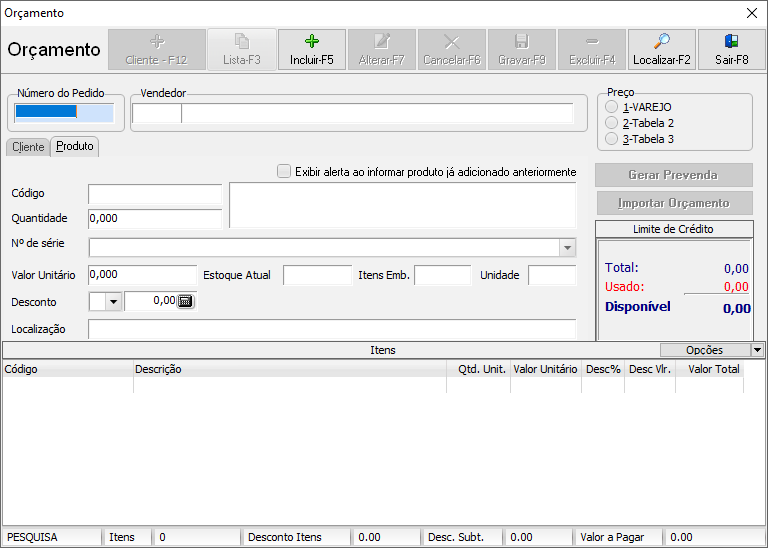 Orçamento
Orçamento
Cliente - F12
Lista-F3
Incluir-F5
Alterar-F7
Cancelar-F6
Gravar-F9
Excluir-F4
Localizar-F2
Sair-F8
Número do Pedido
Vendedor
Preço
1-VAREJO
2-Tabela 2
3-Tabela 3
Cliente
Produto
Exibir alerta ao informar produto já adicionado anteriormente
Gerar Prevenda
Importar Orçamento
Código
Quantidade 0,000
Nº de série
Valor Unitário 0,000 Estoque Atual Itens Emb. Unidade
Desconto 0,00
Localização
Limite de Crédito
Total: 0,00
Usado: 0,00
Disponível 0,00
Itens Opções
Código Descrição Qtd. Unit. Valor Unitário Desc% Desc Vlr. Valor Total
PESQUISA Itens 0 Desconto Itens 0.00 Desc. Subt. 0.00 Valor a Pagar 0.00